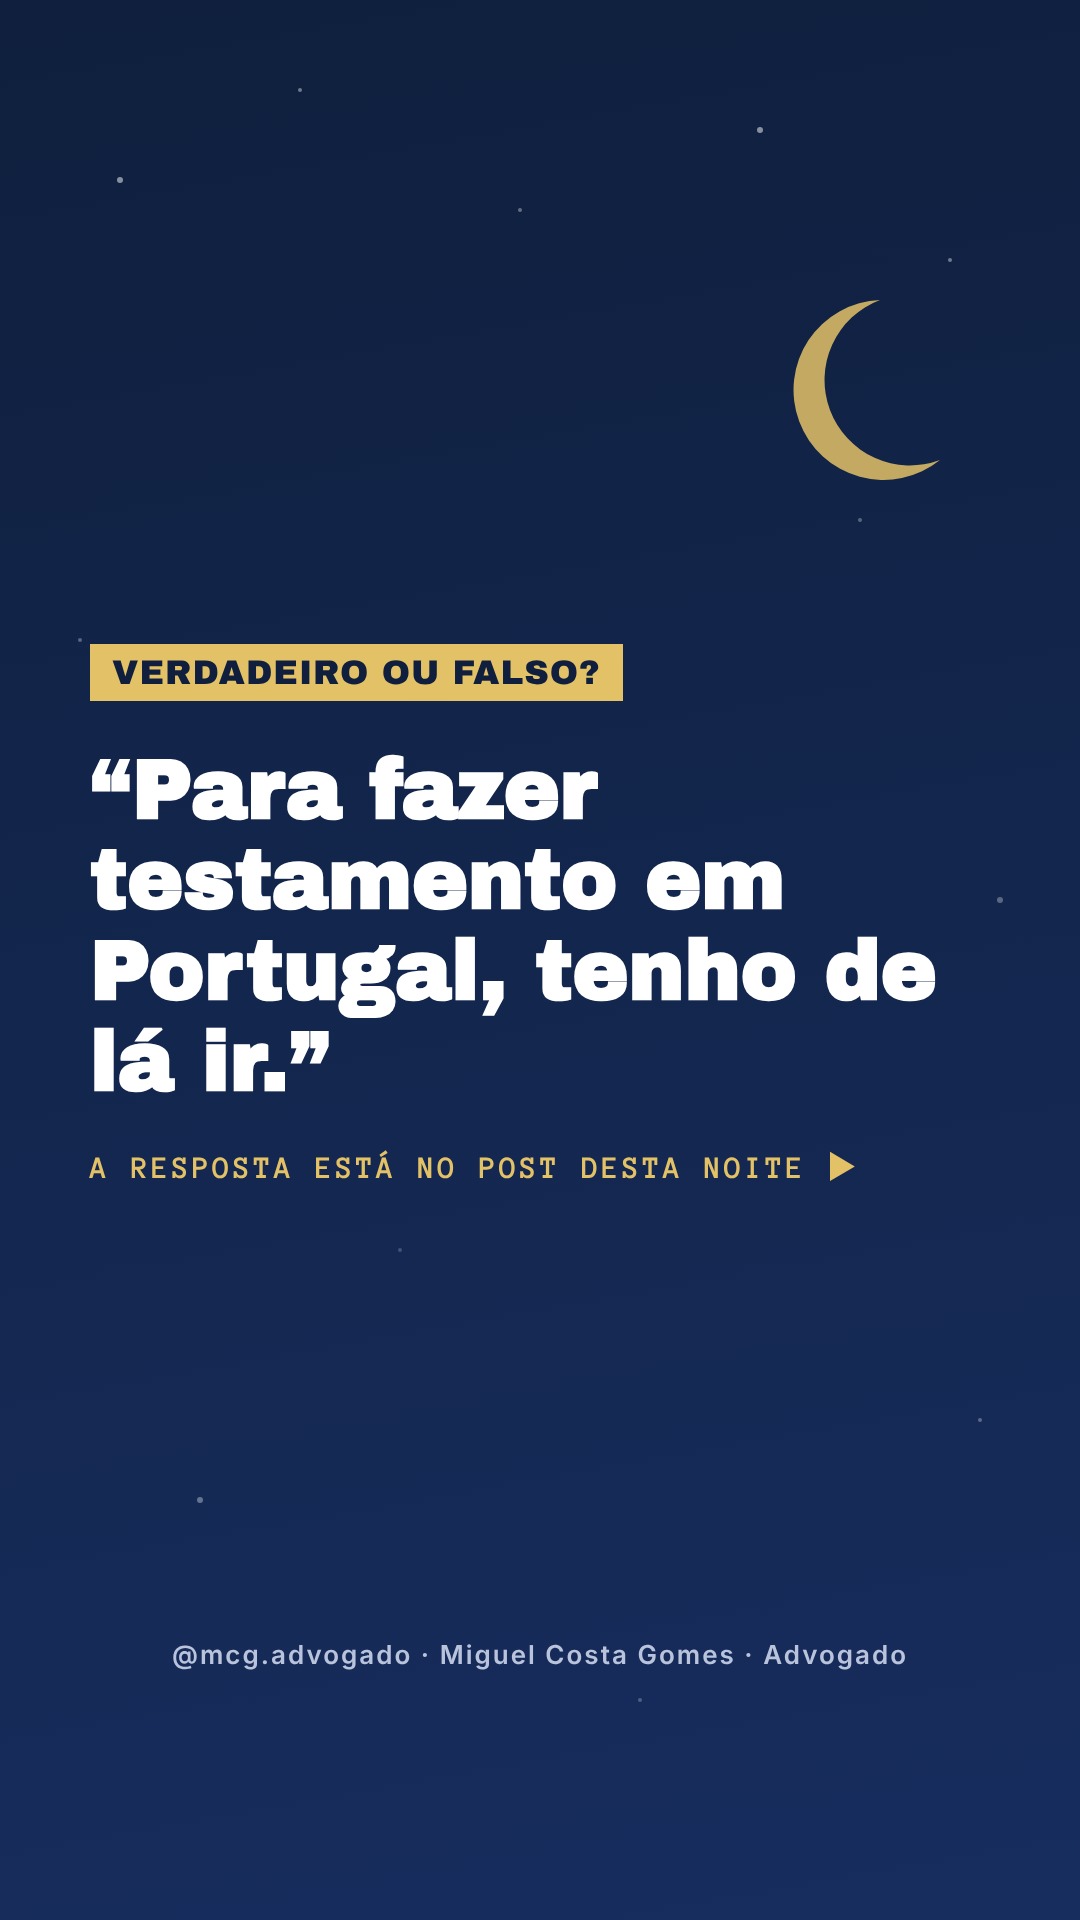 VERDADEIRO OU FALSO?
“Para fazer
testamento em
Portugal, tenho de
lá ir.”
A RESPOSTA ESTÁ NO POST DESTA NOITE ▶
@mcg.advogado · Miguel Costa Gomes · Advogado